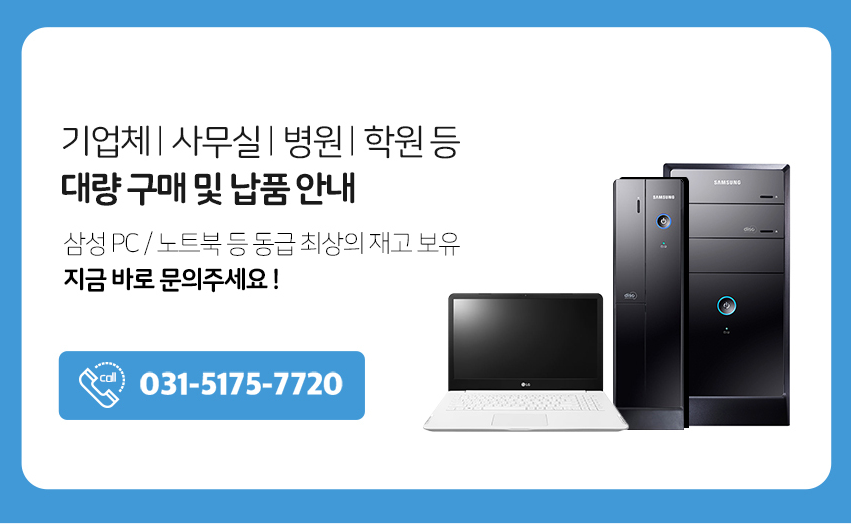 기업체 | 사무실 | 병원 | 학원 등
대량 구매 및 납품 안내
삼성 PC / 노트북 등 동급 최상의 재고 보유
지금 바로 문의주세요 !
call 031-5175-7720
SAMSUNG
SAMSUNG
disc
disc
LG